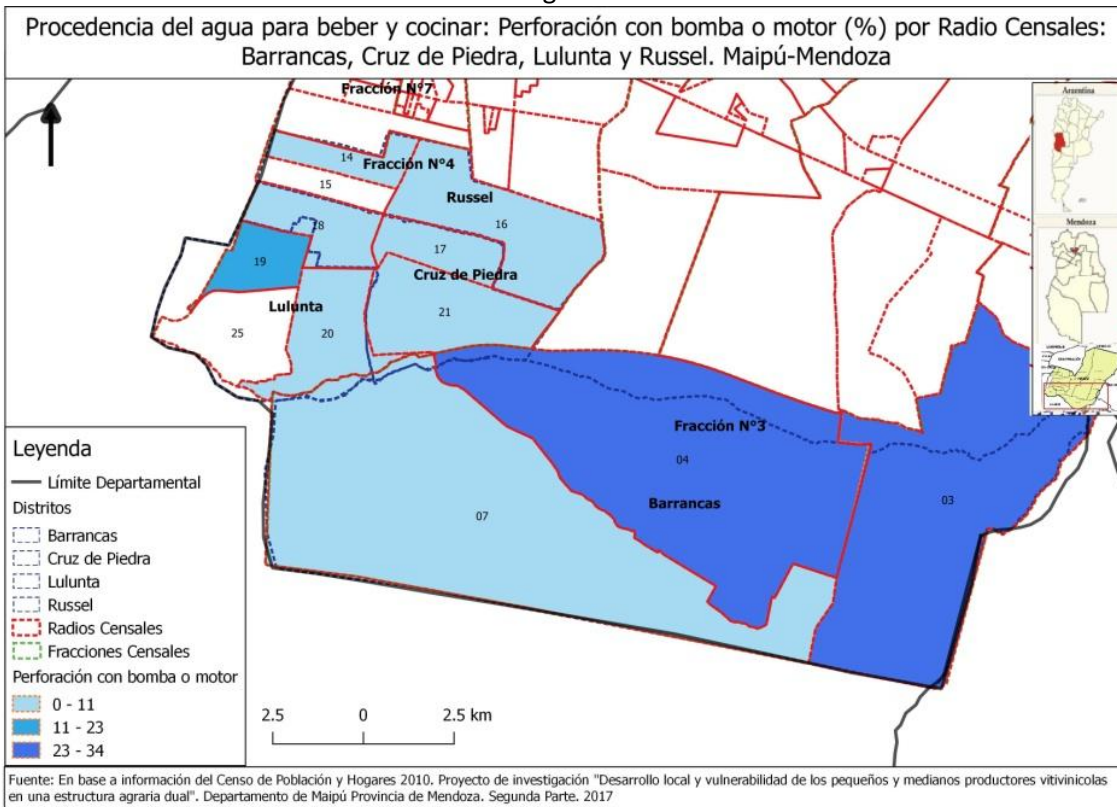 Procedencia del agua para beber y cocinar: Perforación con bomba o motor (%) por Radio Censales:
Barrancas, Cruz de Piedra, Lulunta y Russel. Maipú-Mendoza
Fracción N°7
Argentina
14
Fracción N°4
15
Russel
16
18
17
Mendoza
19
Cruz de Piedra
Lulunta
21
25
20
Fracción N°3
04
03
Barrancas
07
Leyenda
Límite Departamental
Distritos
Barrancas
Cruz de Piedra
Lulunta
Russel
Radios Censales
Fracciones Censales
Perforación con bomba o motor
0 - 11
11 - 23
23 - 34
2.5 0 2.5 km
Fuente: En base a información del Censo de Población y Hogares 2010. Proyecto de investigación "Desarrollo local y vulnerabilidad de los pequeños y medianos productores vitivinicolas
en una estructura agraria dual". Departamento de Maipú Provincia de Mendoza. Segunda Parte. 2017